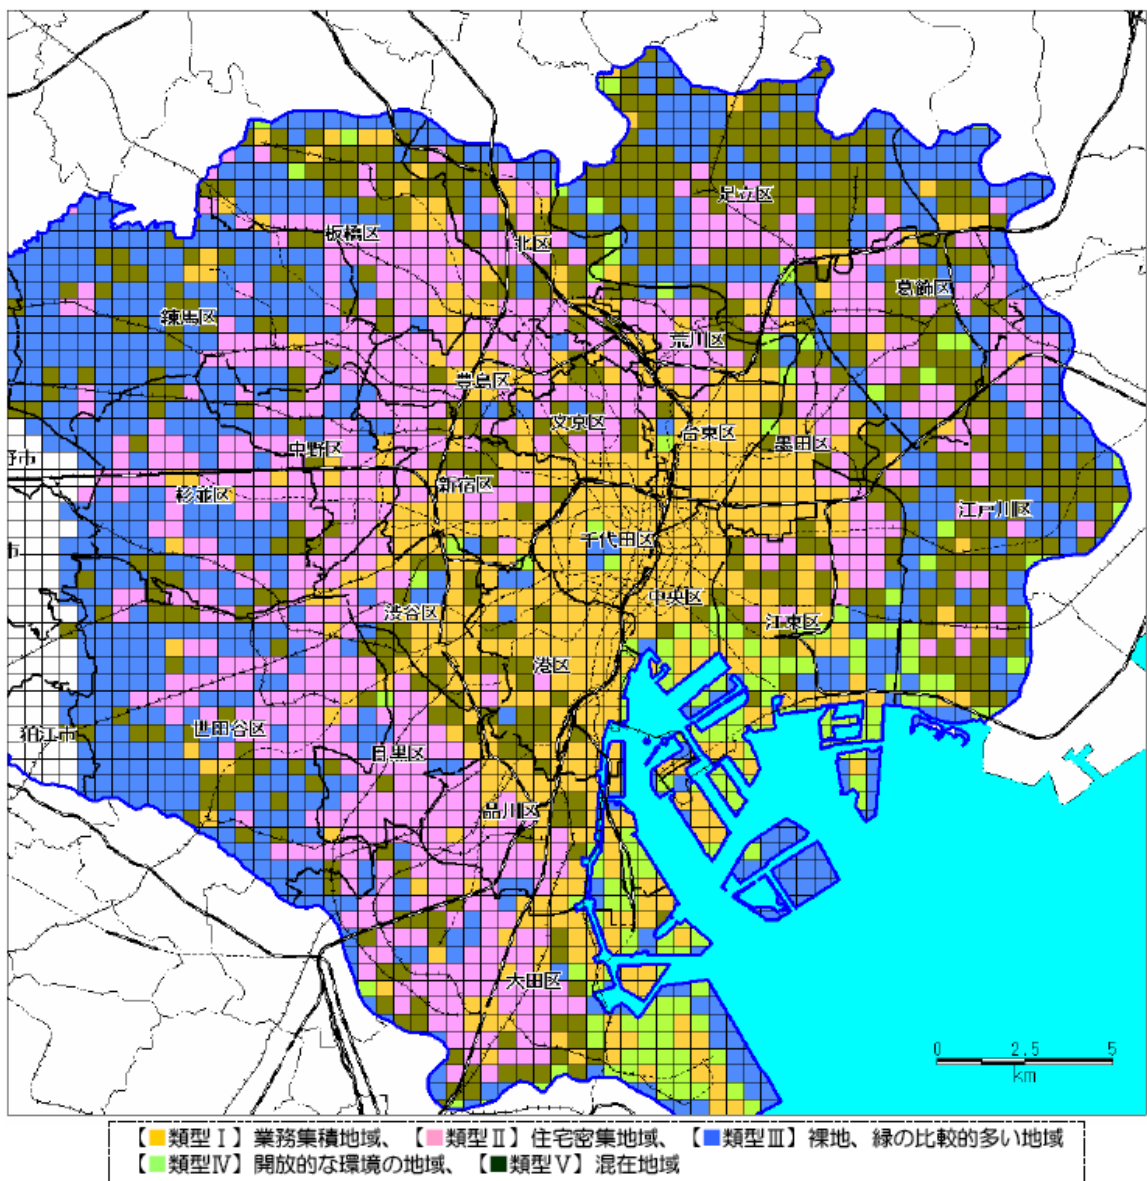 足立区
板橋区
北区
葛飾区
練馬区
荒川区
豊島区
文京区
台東区
墨田区
中野区
野市
新宿区
杉並区
江戸川区
千代田区
市
中央区
渋谷区
江東区
港区
世田谷区
狛江市
目黒区
品川区
大田区
0 2.5 5
km
【■類型Ⅰ】業務集積地域、【■類型Ⅱ】住宅密集地域、【■類型Ⅲ】裸地、緑の比較的多い地域
【■類型Ⅳ】開放的な環境の地域、【■類型Ⅴ】混在地域